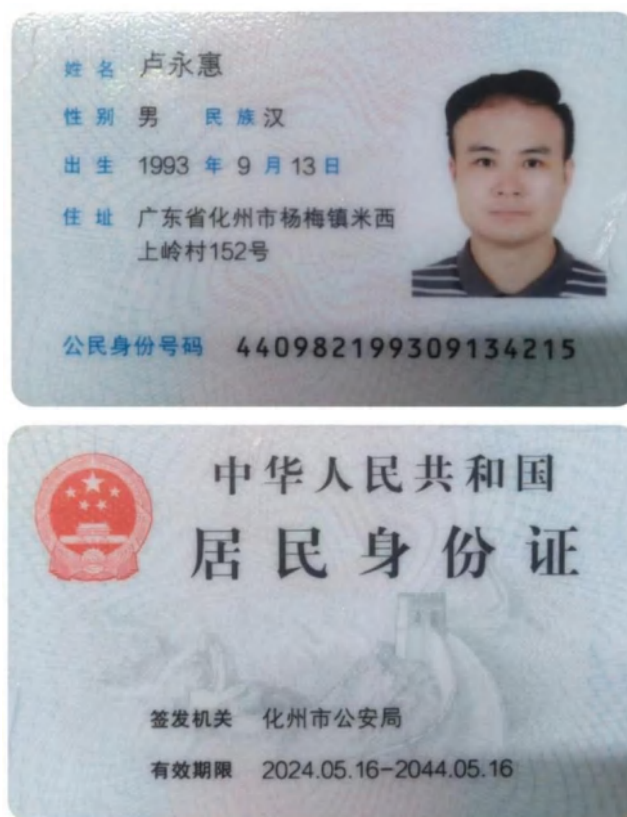 姓名 卢永惠
性别 男 民族 汉
出生 1993 年 9 月 13 日
住址 广东省化州市杨梅镇米西
上岭村152号
公民身份号码 440982199309134215
中华人民共和国
居民身份证
签发机关 化州市公安局
有效期限 2024.05.16-2044.05.16